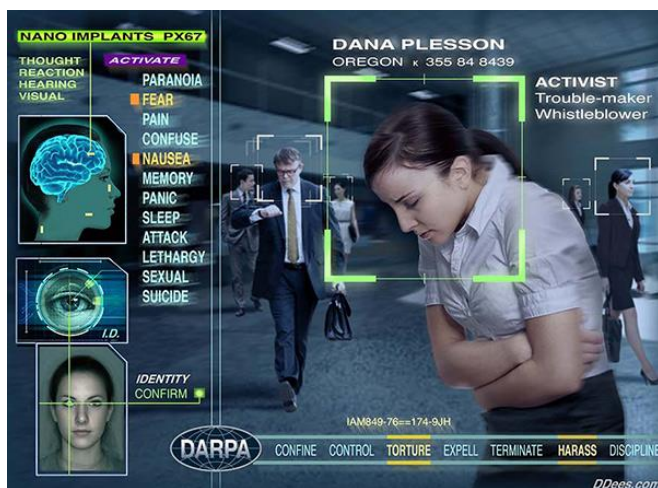 NANO IMPLANTS PX67
THOUGHT
REACTION
HEARING
VISUAL
ACTIVATE
PARANOIA
FEAR
PAIN
CONFUSE
NAUSEA
MEMORY
PANIC
SLEEP
ATTACK
LETHARGY
SEXUAL
SUICIDE
I.D.
IDENTITY
CONFIRM
DANA PLESSON
OREGON K 355 84 8439
ACTIVIST
Trouble-maker
Whistleblower
IAM849-76==174-9JH
DARPA CONFINE CONTROL TORTURE EXPELL TERMINATE HARASS DISCIPLINE
DDees.com